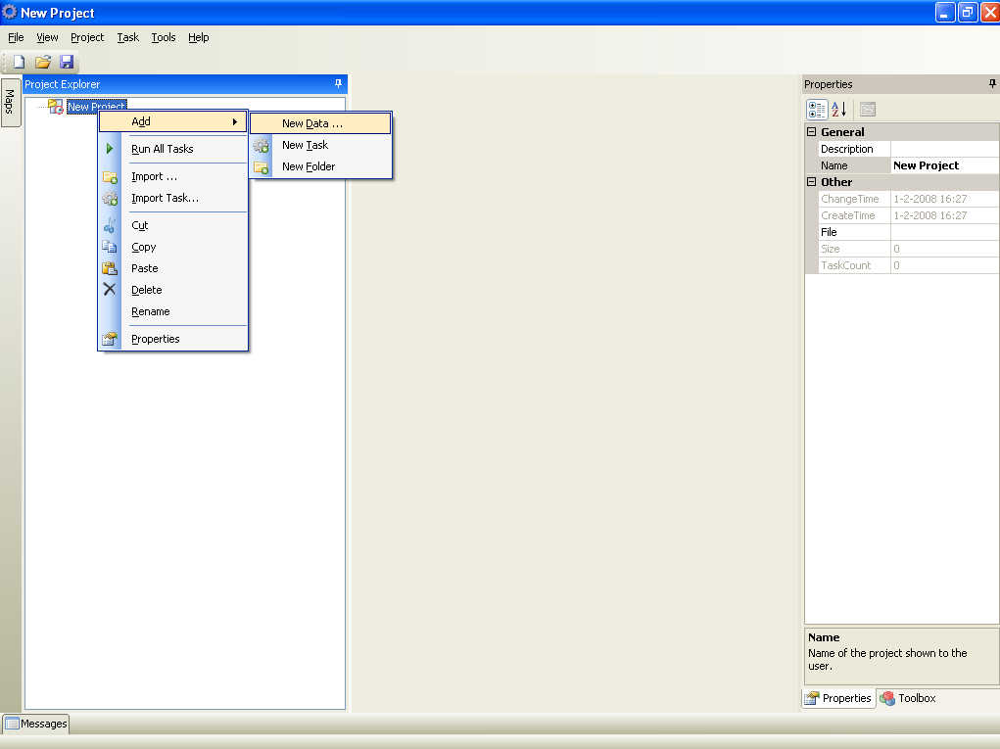 New Project
File View Project Task Tools Help
Maps
Project Explorer
New Project
Add
Run All Tasks
Import ...
Import Task...
Cut
Copy
Paste
Delete
Rename
Properties
New Data ...
New Task
New Folder
Properties
General
Description
Name New Project
Other
ChangeTime 1-2-2008 16:27
CreateTime 1-2-2008 16:27
File
Size 0
TaskCount 0
Name
Name of the project shown to the
user.
Properties Toolbox
Messages